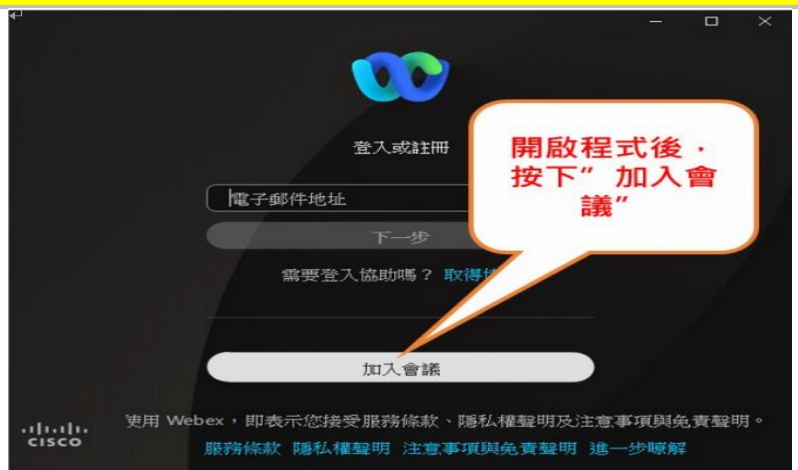 登入或註冊
開啟程式後，
按下”加入會
議”
電子郵件地址
下一步
需要登入協助嗎？ 取得
加入會議
使用 Webex，即表示您接受服務條款、隱私權聲明及注意事項與免責聲明。
CISCO
服務條款 隱私權聲明 注意事項與免責聲明 進一步瞭解